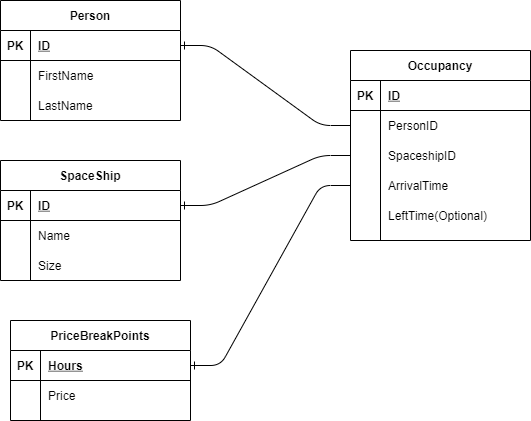 Person
PK ID
FirstName
LastName
SpaceShip
PK ID
Name
Size
PriceBreakPoints
PK Hours
Price
Occupancy
PK ID
PersonID
SpaceshipID
ArrivalTime
LeftTime(Optional)